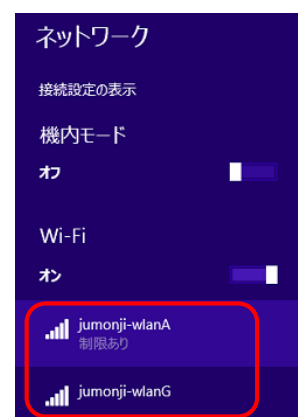 ネットワーク
接続設定の表示
機内モード
オフ
Wi-Fi
オン
jumonji-wlanA
制限あり
jumonji-wlanG